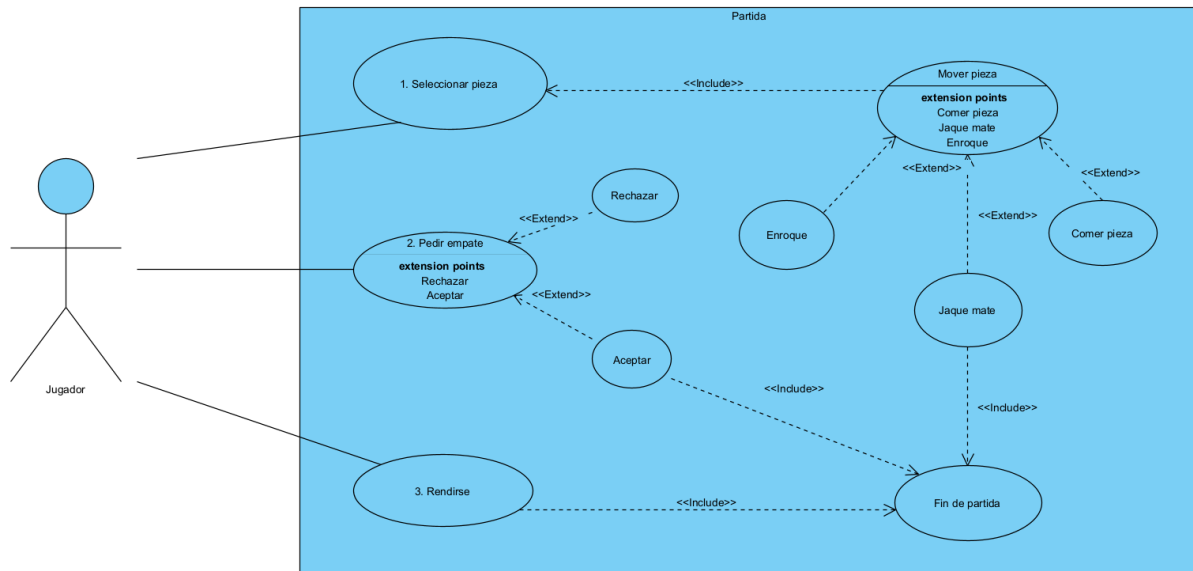 Partida
1. Seleccionar pieza
<<Include>>
Mover pieza
extension points
Comer pieza
Jaque mate
Enroque
<<Extend>>
<<Extend>>
Rechazar
<<Extend>>
<<Extend>>
Enroque
Comer pieza
2. Pedir empate
extension points
Rechazar
Aceptar
<<Extend>>
Jaque mate
Aceptar
Jugador
<<Include>>
<<Include>>
3. Rendirse
<<Include>>
Fin de partida